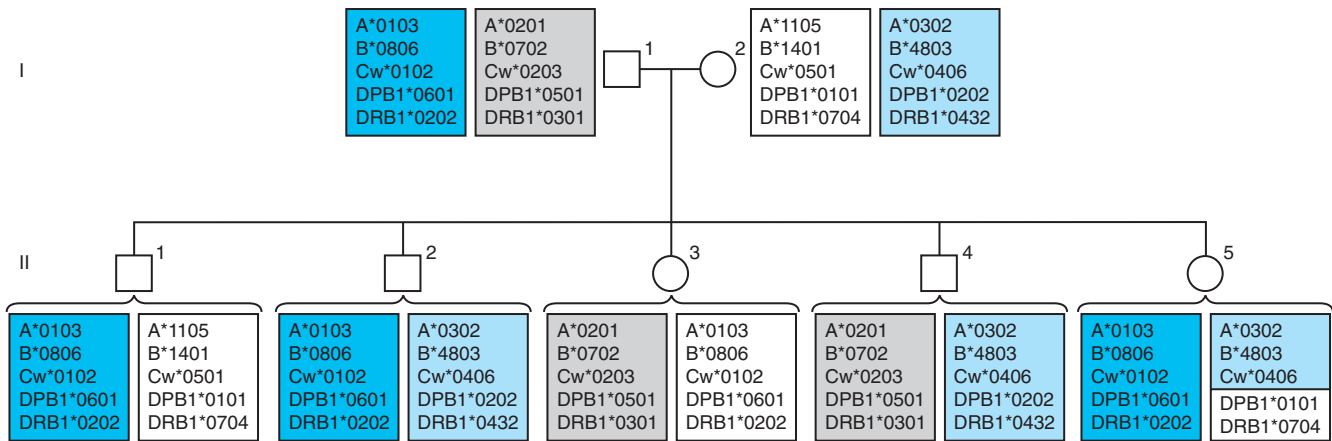 I
A*0103
B*0806
Cw*0102
DPB1*0601
DRB1*0202
A*0201
B*0702
Cw*0203
DPB1*0501
DRB1*0301
1
2
A*1105
B*1401
Cw*0501
DPB1*0101
DRB1*0704
A*0302
B*4803
Cw*0406
DPB1*0202
DRB1*0432
II
1
2
3
4
5
A*0103
B*0806
Cw*0102
DPB1*0601
DRB1*0202
A*1105
B*1401
Cw*0501
DPB1*0101
DRB1*0704
A*0103
B*0806
Cw*0102
DPB1*0601
DRB1*0202
A*0302
B*4803
Cw*0406
DPB1*0202
DRB1*0432
A*0201
B*0702
Cw*0203
DPB1*0501
DRB1*0301
A*0103
B*0806
Cw*0102
DPB1*0601
DRB1*0202
A*0201
B*0702
Cw*0203
DPB1*0501
DRB1*0301
A*0302
B*4803
Cw*0406
DPB1*0202
DRB1*0432
A*0103
B*0806
Cw*0102
DPB1*0601
DRB1*0202
A*0302
B*4803
Cw*0406
DPB1*0101
DRB1*0704